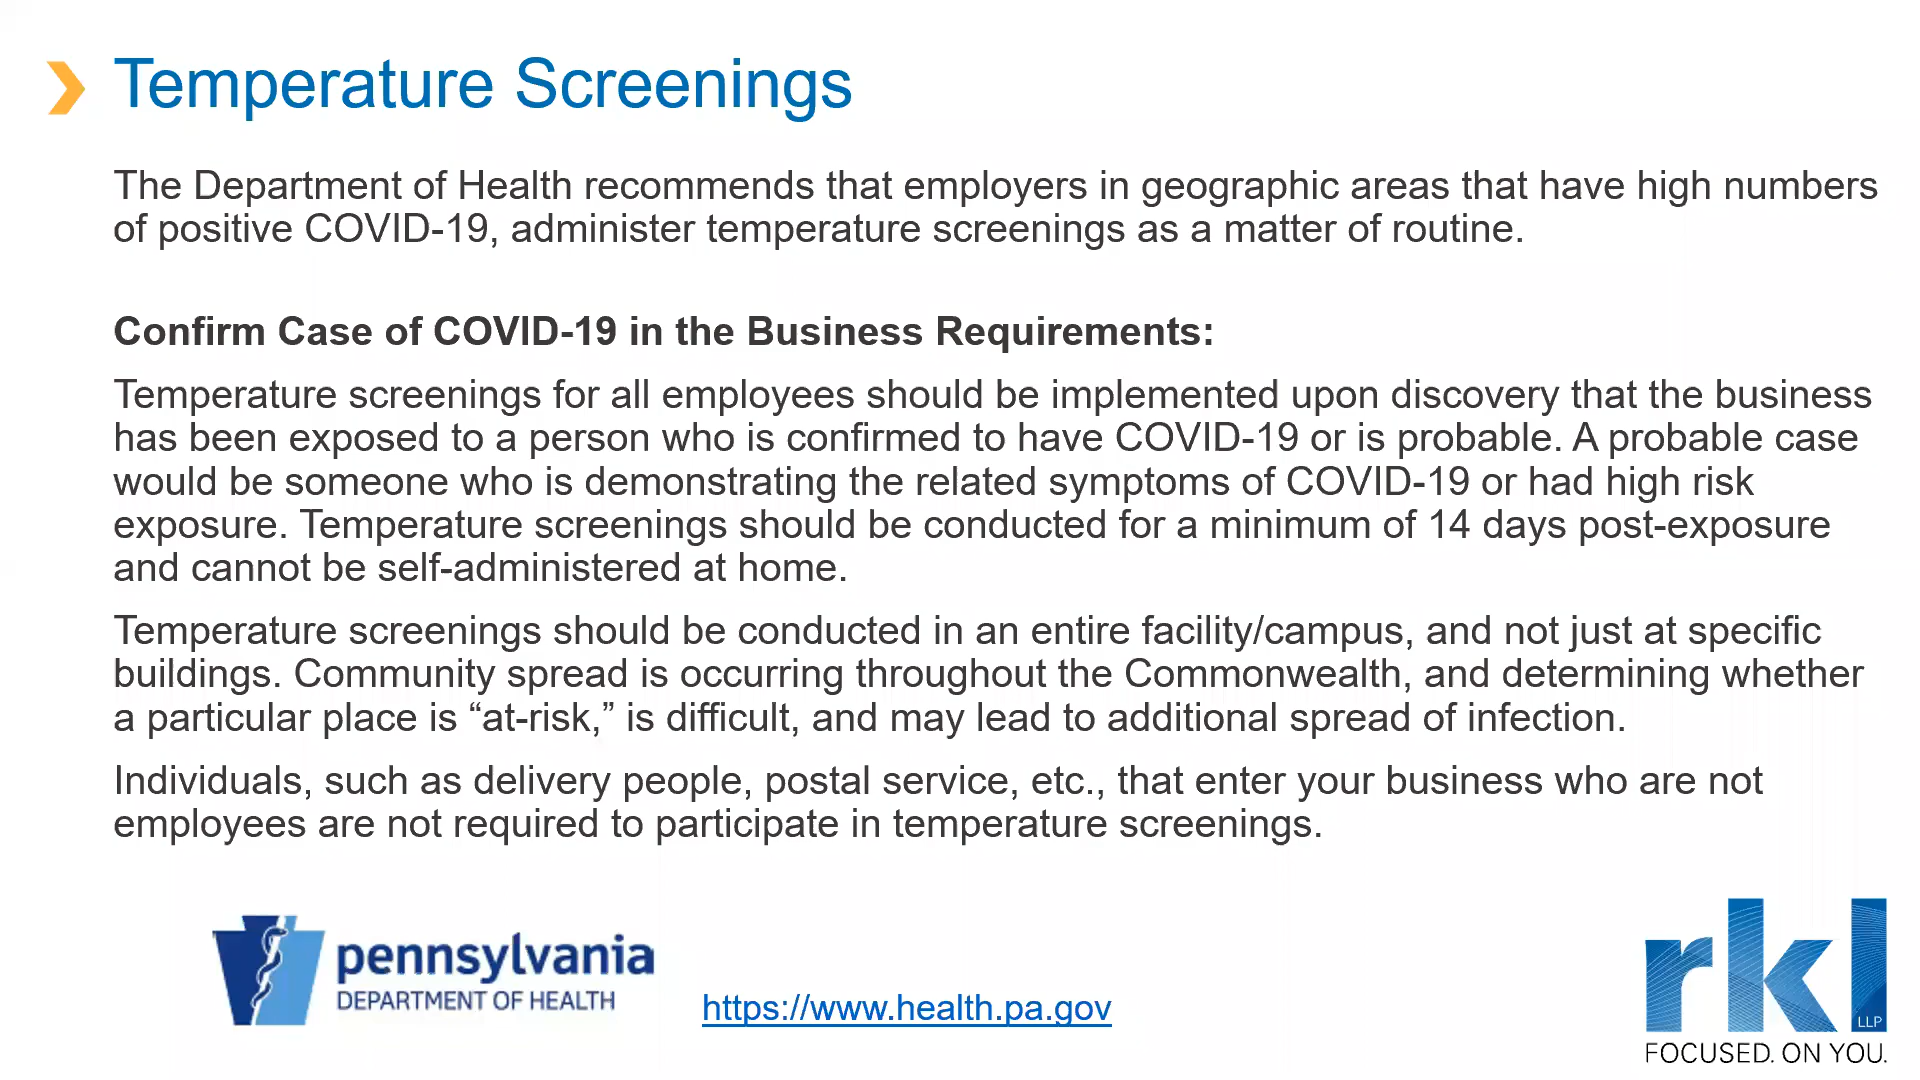 Temperature Screenings
The Department of Health recommends that employers in geographic areas that have high numbers
of positive COVID-19, administer temperature screenings as a matter of routine.
Confirm Case of COVID-19 in the Business Requirements:
Temperature screenings for all employees should be implemented upon discovery that the business
has been exposed to a person who is confirmed to have COVID-19 or is probable. A probable case
would be someone who is demonstrating the related symptoms of COVID-19 or had high risk
exposure. Temperature screenings should be conducted for a minimum of 14 days post-exposure
and cannot be self-administered at home.
Temperature screenings should be conducted in an entire facility/campus, and not just at specific
buildings. Community spread is occurring throughout the Commonwealth, and determining whether
a particular place is “at-risk,” is difficult, and may lead to additional spread of infection.
Individuals, such as delivery people, postal service, etc., that enter your business who are not
employees are not required to participate in temperature screenings.
pennsylvania
DEPARTMENT OF HEALTH
https://www.health.pa.gov
rkl
LLP
FOCUSED. ON YOU.